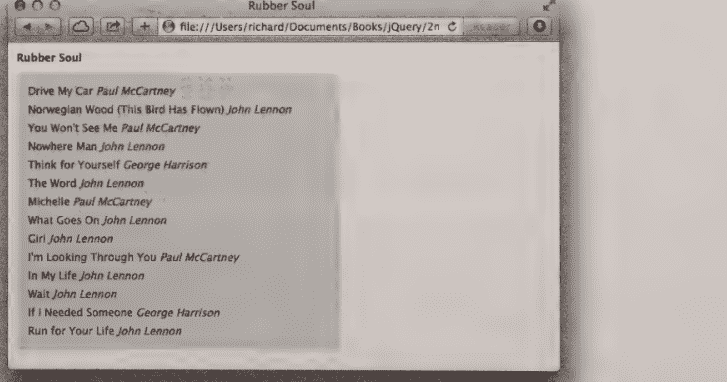 Rubber Soul
file:///Users/richard/Documents/Books/jQuery/2n
Rubber Soul
Drive My Car Paul McCartney
Norwegian Wood (This Bird Has Flown) John Lennon
You Won't See Me Paul McCartney
Nowhere Man John Lennon
Think for Yourself George Harrison
The Word John Lennon
Michelle Paul McCartney
What Goes On John Lennon
Girl John Lennon
I'm Looking Through You Paul McCartney
In My Life John Lennon
Wait John Lennon
If I Needed Someone George Harrison
Run for Your Life John Lennon